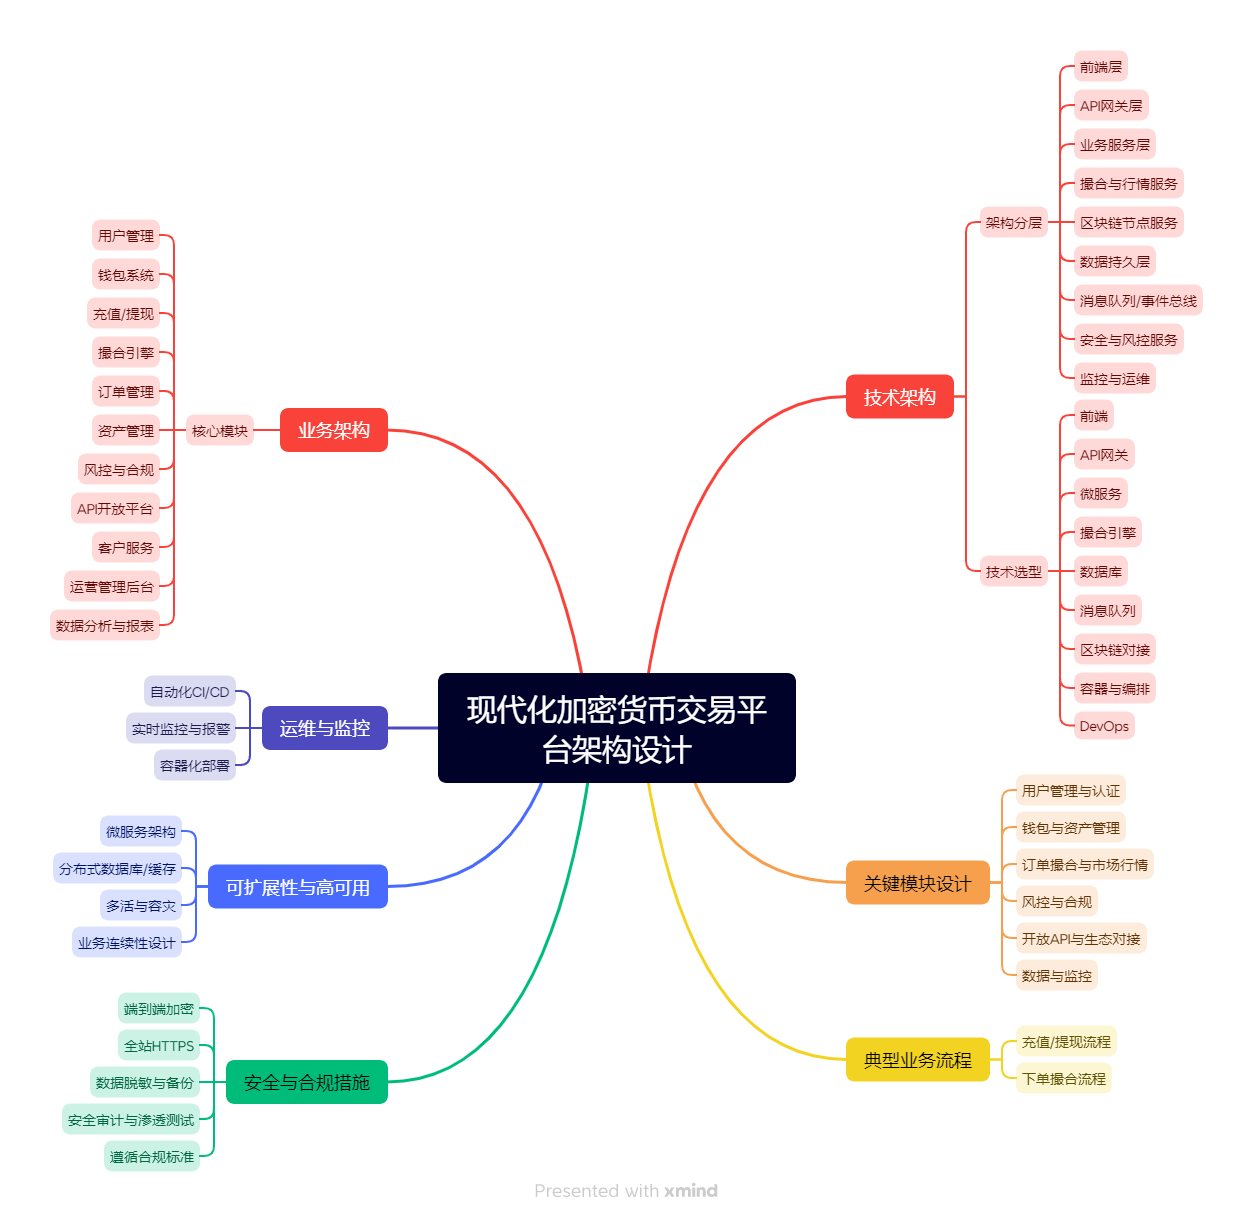 现代化加密货币交易平
台架构设计
技术架构
架构分层
前端层
API网关层
业务服务层
撮合与行情服务
区块链节点服务
数据持久层
消息队列/事件总线
安全与风控服务
监控与运维
技术选型
前端
API网关
微服务
撮合引擎
数据库
消息队列
区块链对接
容器与编排
DevOps
关键模块设计
用户管理与认证
钱包与资产管理
订单撮合与市场行情
风控与合规
开放API与生态对接
数据与监控
典型业务流程
充值/提现流程
下单撮合流程
业务架构
核心模块
用户管理
钱包系统
充值/提现
撮合引擎
订单管理
资产管理
风控与合规
API开放平台
客户服务
运营管理后台
数据分析与报表
运维与监控
自动化CI/CD
实时监控与报警
容器化部署
可扩展性与高可用
微服务架构
分布式数据库/缓存
多活与容灾
业务连续性设计
安全与合规措施
端到端加密
全站HTTPS
数据脱敏与备份
安全审计与渗透测试
遵循合规标准
Presented with xmind